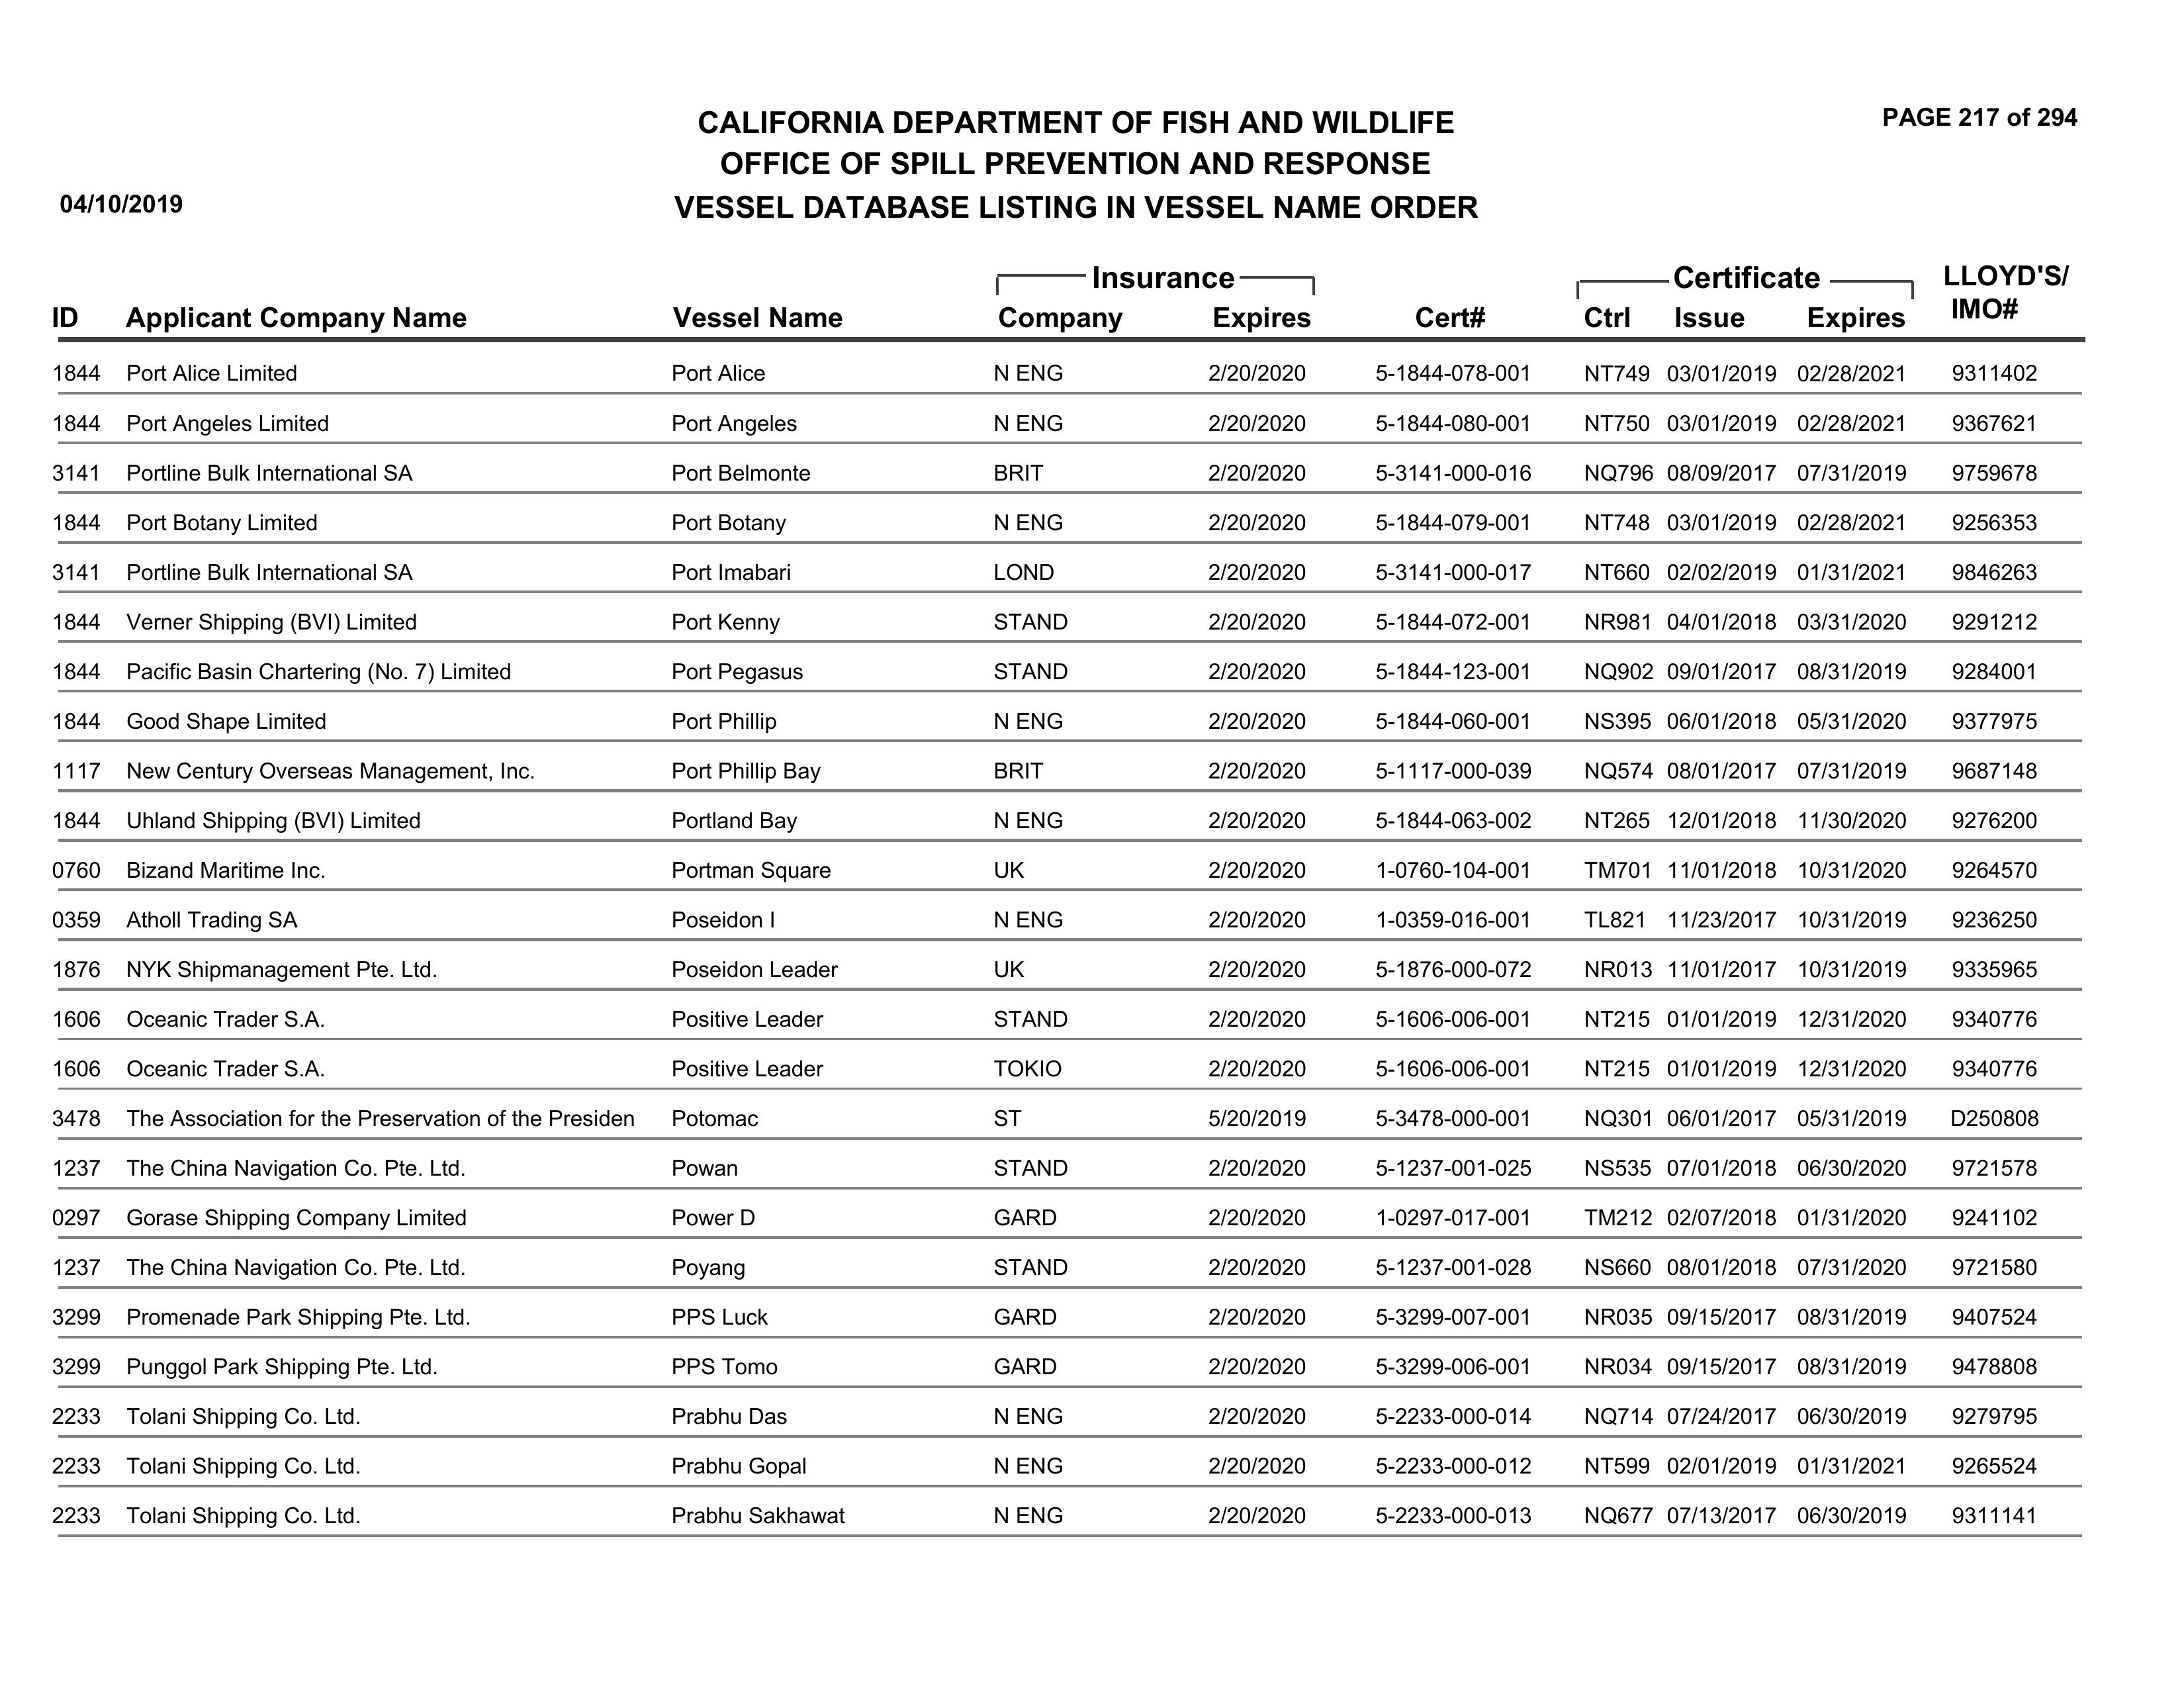 PAGE 217 of 294
CALIFORNIA DEPARTMENT OF FISH AND WILDLIFE
OFFICE OF SPILL PREVENTION AND RESPONSE
04/10/2019 VESSEL DATABASE LISTING IN VESSEL NAME ORDER
Insurance Certificate LLOYD'S/
ID Applicant Company Name Vessel Name Company Expires Cert# Ctrl Issue Expires IMO#
1844 Port Alice Limited Port Alice N ENG 2/20/2020 5-1844-078-001 NT749 03/01/2019 02/28/2021 9311402
1844 Port Angeles Limited Port Angeles N ENG 2/20/2020 5-1844-080-001 NT750 03/01/2019 02/28/2021 9367621
3141 Portline Bulk International SA Port Belmonte BRIT 2/20/2020 5-3141-000-016 NQ796 08/09/2017 07/31/2019 9759678
1844 Port Botany Limited Port Botany N ENG 2/20/2020 5-1844-079-001 NT748 03/01/2019 02/28/2021 9256353
3141 Portline Bulk International SA Port Imabari LOND 2/20/2020 5-3141-000-017 NT660 02/02/2019 01/31/2021 9846263
1844 Verner Shipping (BVI) Limited Port Kenny STAND 2/20/2020 5-1844-072-001 NR981 04/01/2018 03/31/2020 9291212
1844 Pacific Basin Chartering (No. 7) Limited Port Pegasus STAND 2/20/2020 5-1844-123-001 NQ902 09/01/2017 08/31/2019 9284001
1844 Good Shape Limited Port Phillip N ENG 2/20/2020 5-1844-060-001 NS395 06/01/2018 05/31/2020 9377975
1117 New Century Overseas Management, Inc. Port Phillip Bay BRIT 2/20/2020 5-1117-000-039 NQ574 08/01/2017 07/31/2019 9687148
1844 Uhland Shipping (BVI) Limited Portland Bay N ENG 2/20/2020 5-1844-063-002 NT265 12/01/2018 11/30/2020 9276200
0760 Bizand Maritime Inc. Portman Square UK 2/20/2020 1-0760-104-001 TM701 11/01/2018 10/31/2020 9264570
0359 Atholl Trading SA Poseidon I N ENG 2/20/2020 1-0359-016-001 TL821 11/23/2017 10/31/2019 9236250
1876 NYK Shipmanagement Pte. Ltd. Poseidon Leader UK 2/20/2020 5-1876-000-072 NR013 11/01/2017 10/31/2019 9335965
1606 Oceanic Trader S.A. Positive Leader STAND 2/20/2020 5-1606-006-001 NT215 01/01/2019 12/31/2020 9340776
1606 Oceanic Trader S.A. Positive Leader TOKIO 2/20/2020 5-1606-006-001 NT215 01/01/2019 12/31/2020 9340776
3478 The Association for the Preservation of the Presiden Potomac ST 5/20/2019 5-3478-000-001 NQ301 06/01/2017 05/31/2019 D250808
1237 The China Navigation Co. Pte. Ltd. Powan STAND 2/20/2020 5-1237-001-025 NS535 07/01/2018 06/30/2020 9721578
0297 Gorase Shipping Company Limited Power D GARD 2/20/2020 1-0297-017-001 TM212 02/07/2018 01/31/2020 9241102
1237 The China Navigation Co. Pte. Ltd. Poyang STAND 2/20/2020 5-1237-001-028 NS660 08/01/2018 07/31/2020 9721580
3299 Promenade Park Shipping Pte. Ltd. PPS Luck GARD 2/20/2020 5-3299-007-001 NR035 09/15/2017 08/31/2019 9407524
3299 Punggol Park Shipping Pte. Ltd. PPS Tomo GARD 2/20/2020 5-3299-006-001 NR034 09/15/2017 08/31/2019 9478808
2233 Tolani Shipping Co. Ltd. Prabhu Das N ENG 2/20/2020 5-2233-000-014 NQ714 07/24/2017 06/30/2019 9279795
2233 Tolani Shipping Co. Ltd. Prabhu Gopal N ENG 2/20/2020 5-2233-000-012 NT599 02/01/2019 01/31/2021 9265524
2233 Tolani Shipping Co. Ltd. Prabhu Sakhawat N ENG 2/20/2020 5-2233-000-013 NQ677 07/13/2017 06/30/2019 9311141